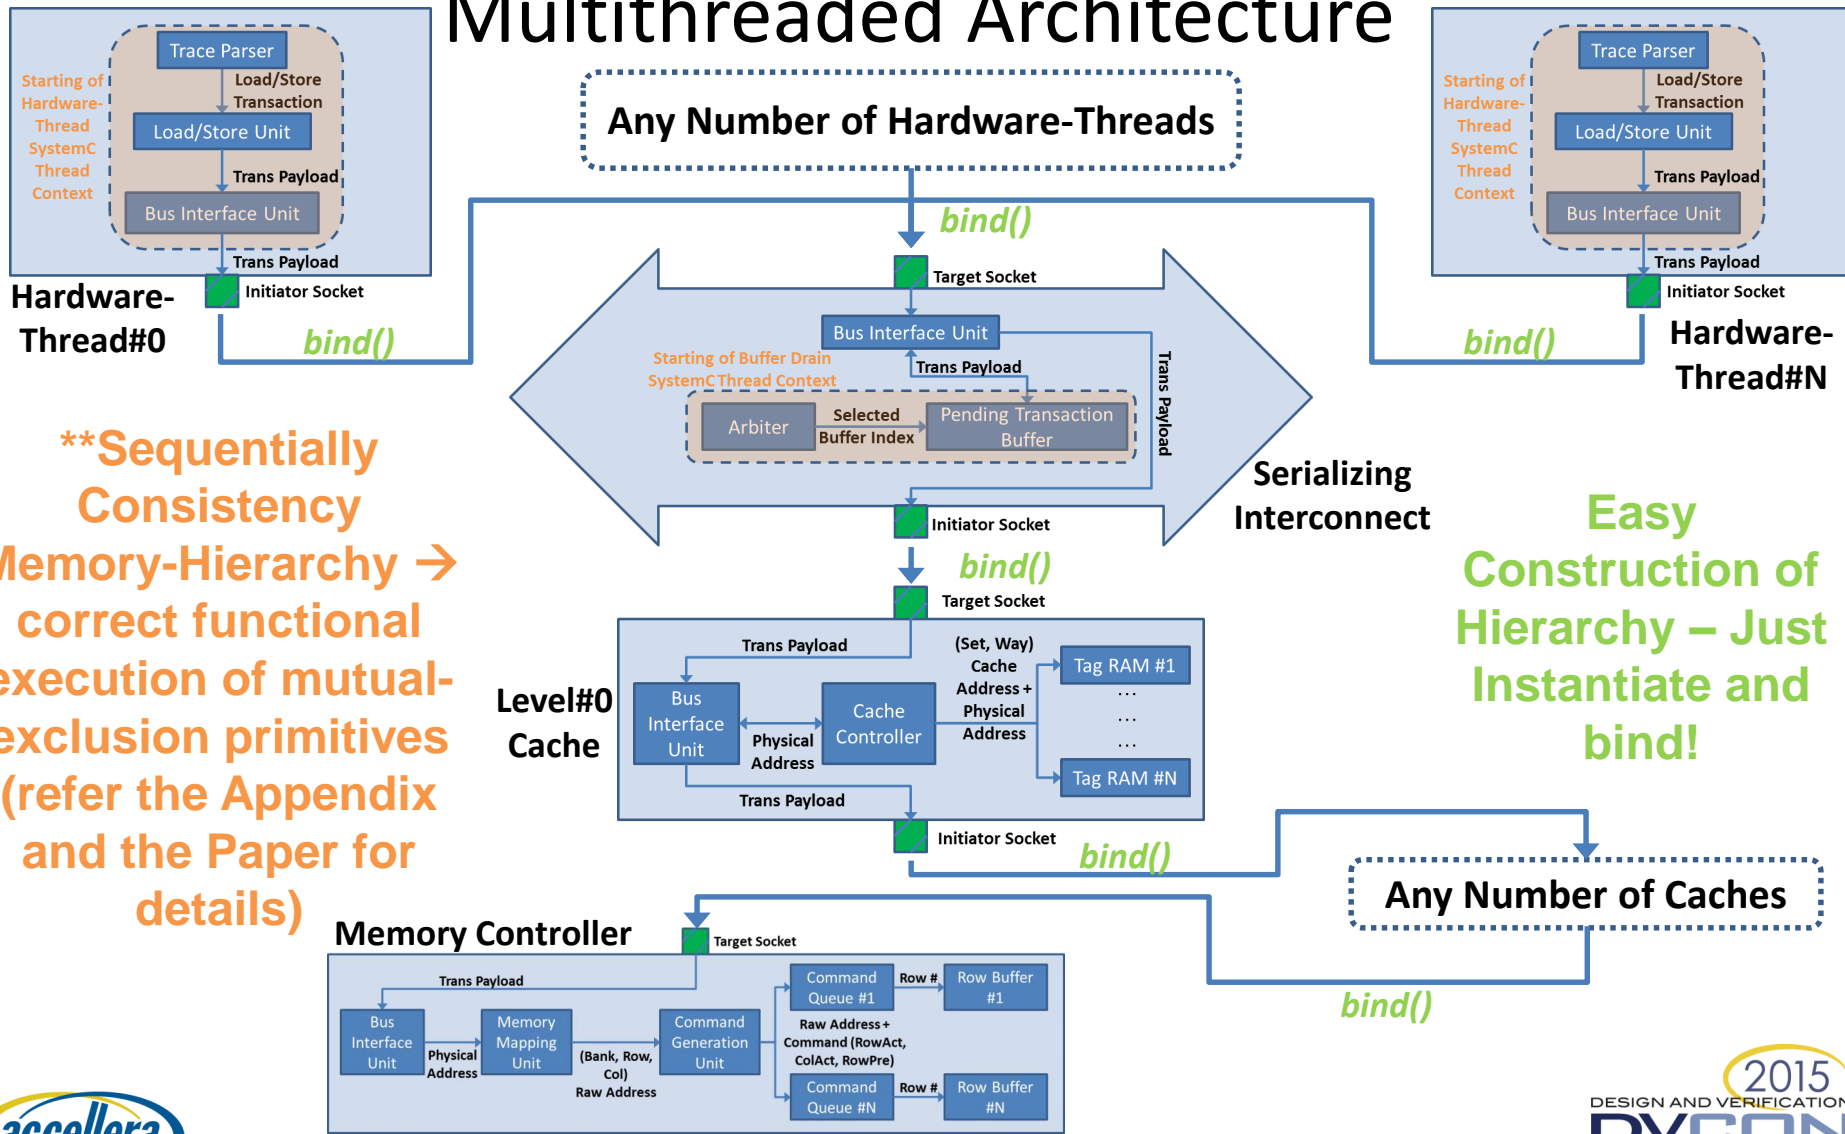 Multithreaded Architecture
Trace Parser
Load/Store
Transaction
Load/Store Unit
Trans Payload
Bus Interface Unit
Trans Payload
Starting of
Hardware-
Thread
SystemC
Thread
Context
Initiator Socket
Hardware-
Thread#0
bind()
Any Number of Hardware-Threads
bind()
Trace Parser
Load/Store
Transaction
Load/Store Unit
Trans Payload
Bus Interface Unit
Trans Payload
Starting of
Hardware-
Thread
SystemC
Thread
Context
Initiator Socket
Hardware-
Thread#N
bind()
Target Socket
Bus Interface Unit
Trans Payload
Trans Payload
Starting of Buffer Drain
SystemC Thread Context
Arbiter
Selected
Buffer Index
Pending Transaction
Buffer
Serializing
Interconnect
Initiator Socket
bind()
**Sequentially
Consistency
Memory-Hierarchy →
correct functional
execution of mutual-
exclusion primitives
(refer the Appendix
and the Paper for
details)
Easy
Construction of
Hierarchy – Just
Instantiate and
bind!
Target Socket
Level#0
Cache
Trans Payload
Bus
Interface
Unit
Physical
Address
Cache
Controller
(Set, Way)
Cache
Address +
Physical
Address
Tag RAM #1
...
...
...
Tag RAM #N
Trans Payload
Initiator Socket
bind()
Any Number of Caches
bind()
Memory Controller
Target Socket
Trans Payload
Bus
Interface
Unit
Physical
Address
Memory
Mapping
Unit
(Bank, Row,
Col)
Raw Address
Command
Generation
Unit
Command
Queue #1
Row #
Row Buffer
#1
Raw Address +
Command (RowAct,
ColAct, RowPre)
Command
Queue #N
Row #
Row Buffer
#N
accellera
2015
DESIGN AND VERIFICATION
DVCON